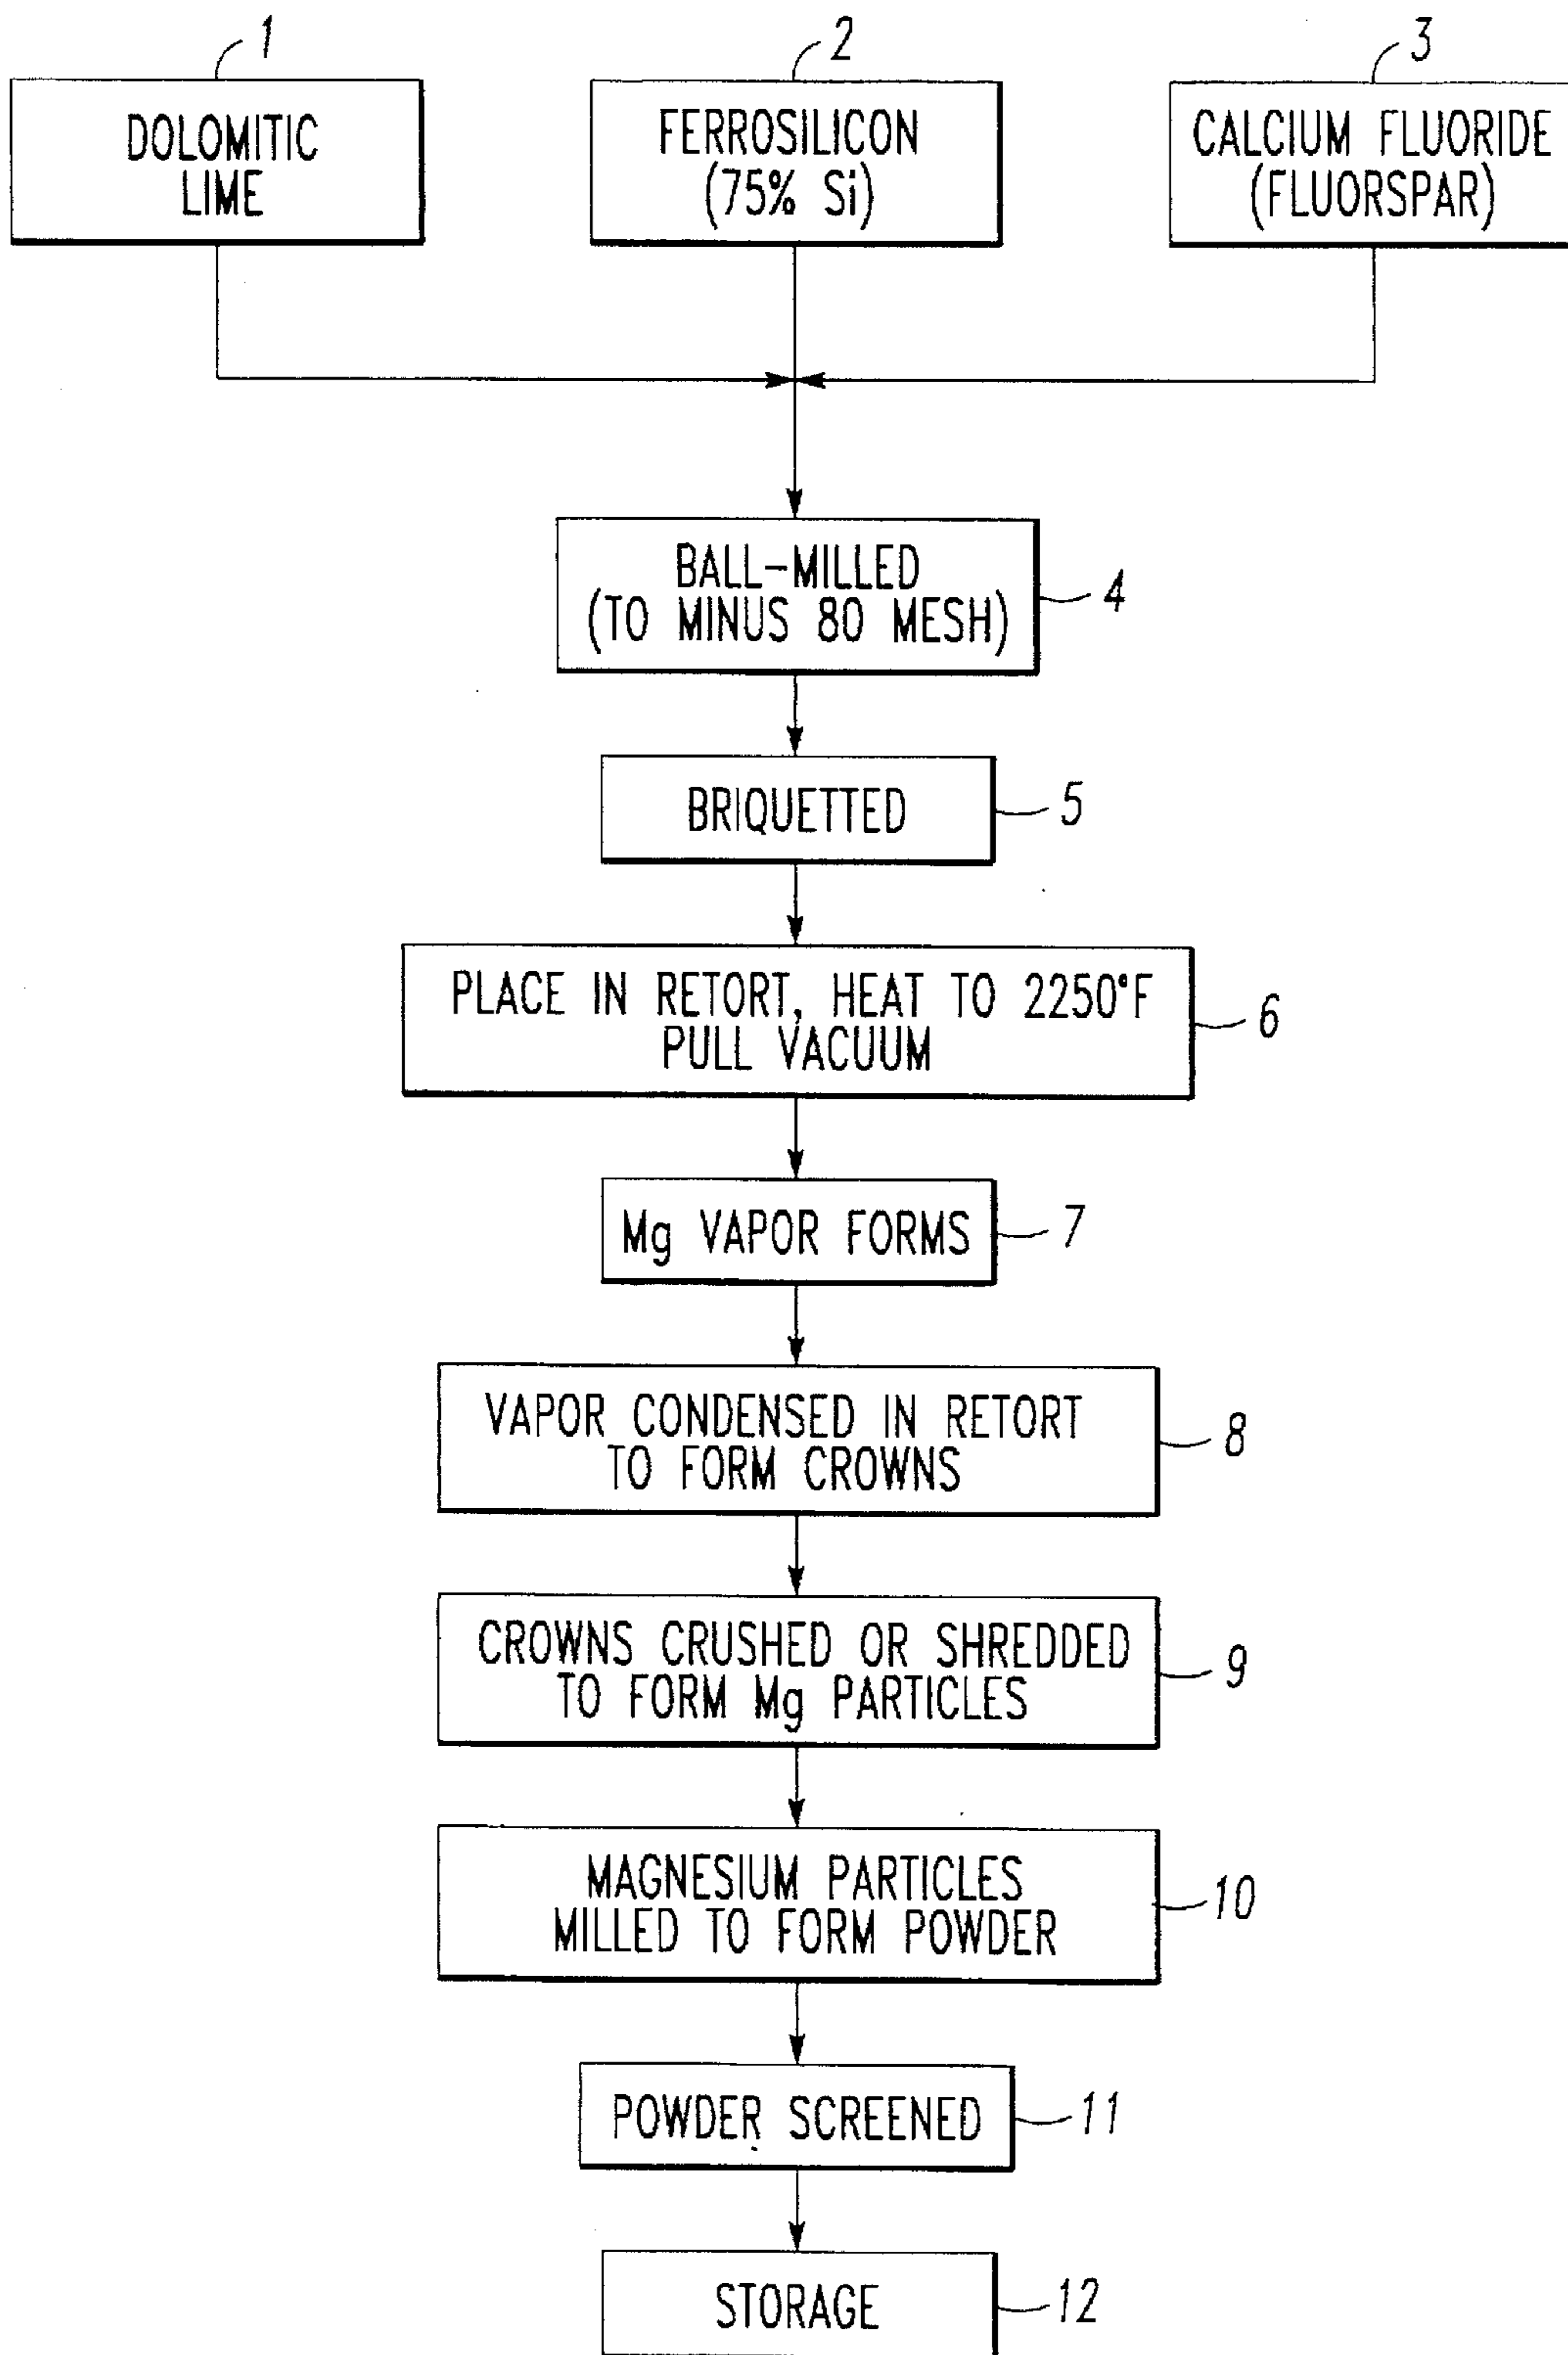 1
DOLOMITIC
LIME
2
FERROSILICON
(75% Si)
3
CALCIUM FLUORIDE
(FLUORSPAR)
BALL-MILLED
(TO MINUS 80 MESH)
4
BRIQUETTED
5
PLACE IN RETORT, HEAT TO 2250°F
PULL VACUUM
6
Mg VAPOR FORMS
7
VAPOR CONDENSED IN RETORT
TO FORM CROWNS
8
CROWNS CRUSHED OR SHREDDED
TO FORM Mg PARTICLES
9
MAGNESIUM PARTICLES
MILLED TO FORM POWDER
10
POWDER SCREENED
11
STORAGE
12